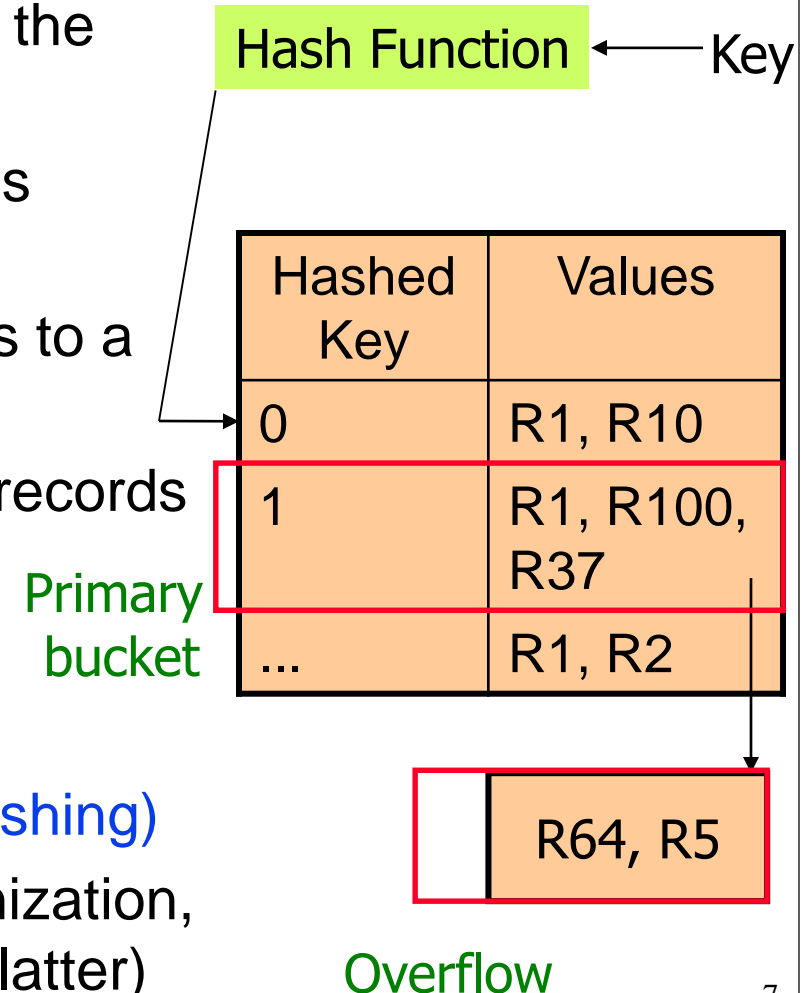 the
Hash Function
Key
s
s to a
records
Hashed
Key
Values
0
R1, R10
1
R1, R100,
R37
...
R1, R2
Primary
bucket
shing)
nization,
latter)
R64, R5
Overflow
7